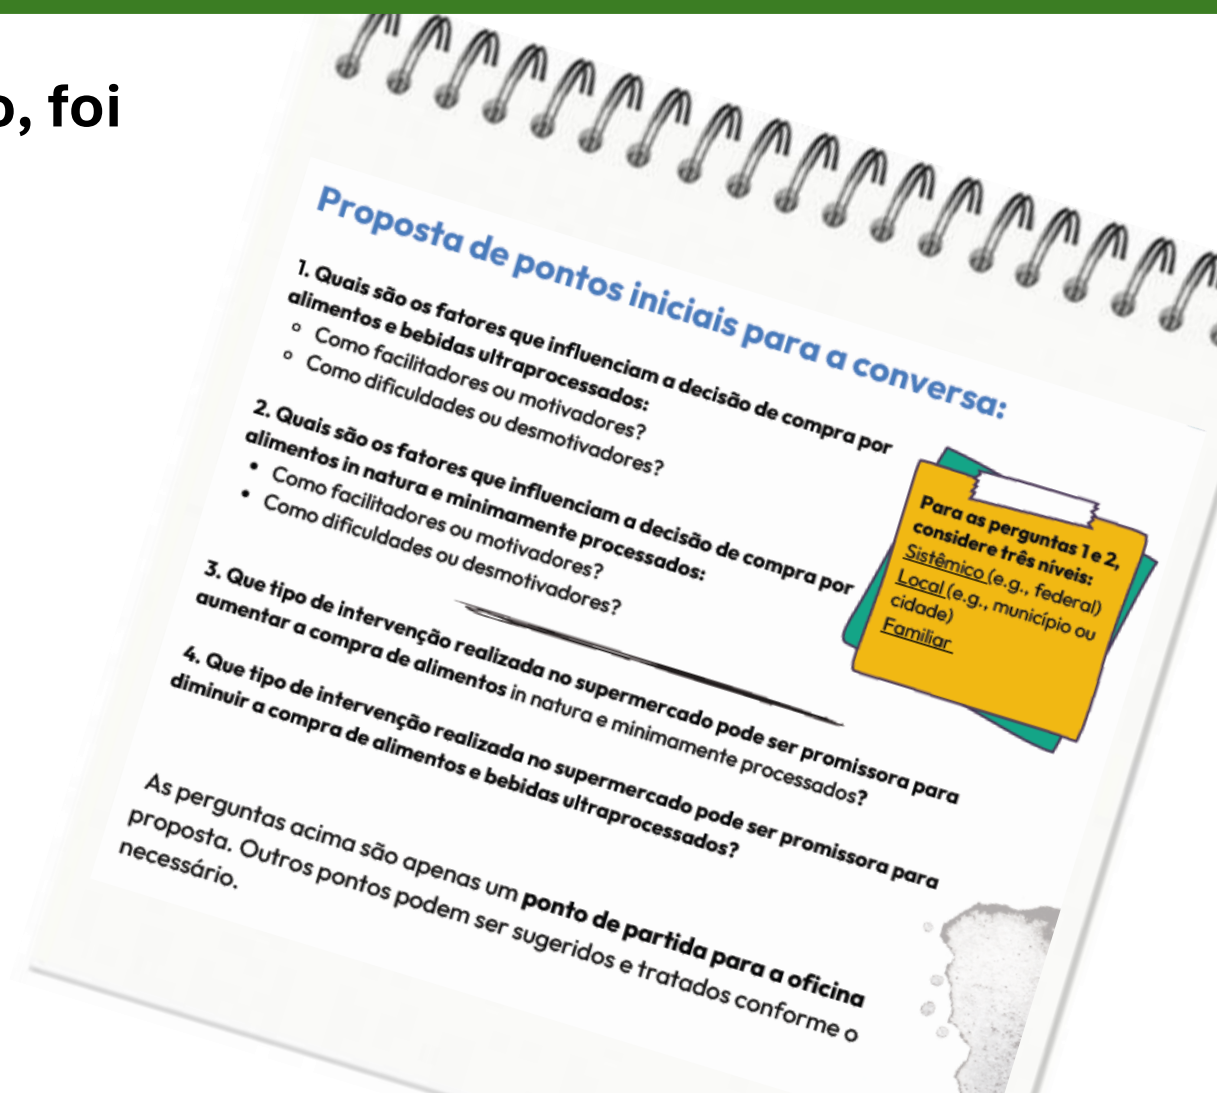 o, foi
Proposta de pontos iniciais para a conversa:
1. Quais são os fatores que influenciam a decisão de compra por
alimentos e bebidas ultraprocessados:
Como facilitadores ou motivadores?
Como dificuldades ou desmotivadores?
2. Quais são os fatores que influenciam a decisão de compra por
alimentos in natura e minimamente processados:
Como facilitadores ou motivadores?
Como dificuldades ou desmotivadores?
Para as perguntas 1 e 2,
considere três níveis:
Sistêmico (e.g., federal)
Local (e.g., município ou
cidade)
Familiar
3. Que tipo de intervenção realizada no supermercado pode ser promissora para
aumentar a compra de alimentos in natura e minimamente processados?
4. Que tipo de intervenção realizada no supermercado pode ser promissora para
diminuir a compra de alimentos e bebidas ultraprocessados?
As perguntas acima são apenas um ponto de partida para a oficina
proposta. Outros pontos podem ser sugeridos e tratados conforme o
necessário.